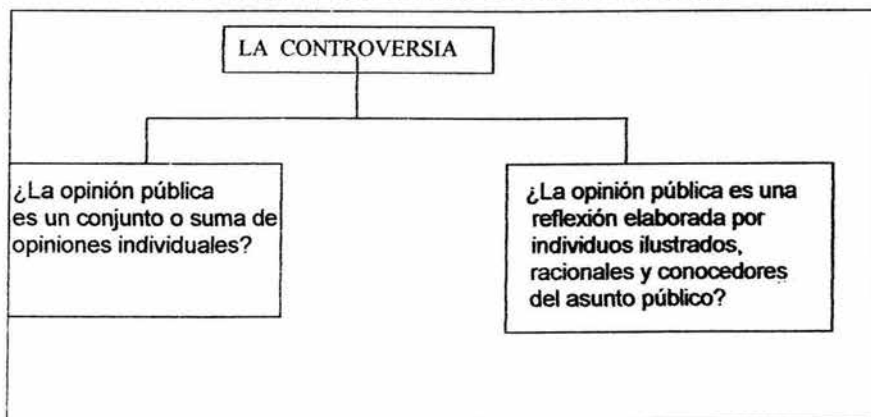 LA CONTROVERSIA
¿La opinión pública
es un conjunto o suma de
opiniones individuales?
¿La opinión pública es una
reflexión elaborada por
individuos ilustrados,
racionales y conocedores
del asunto público?